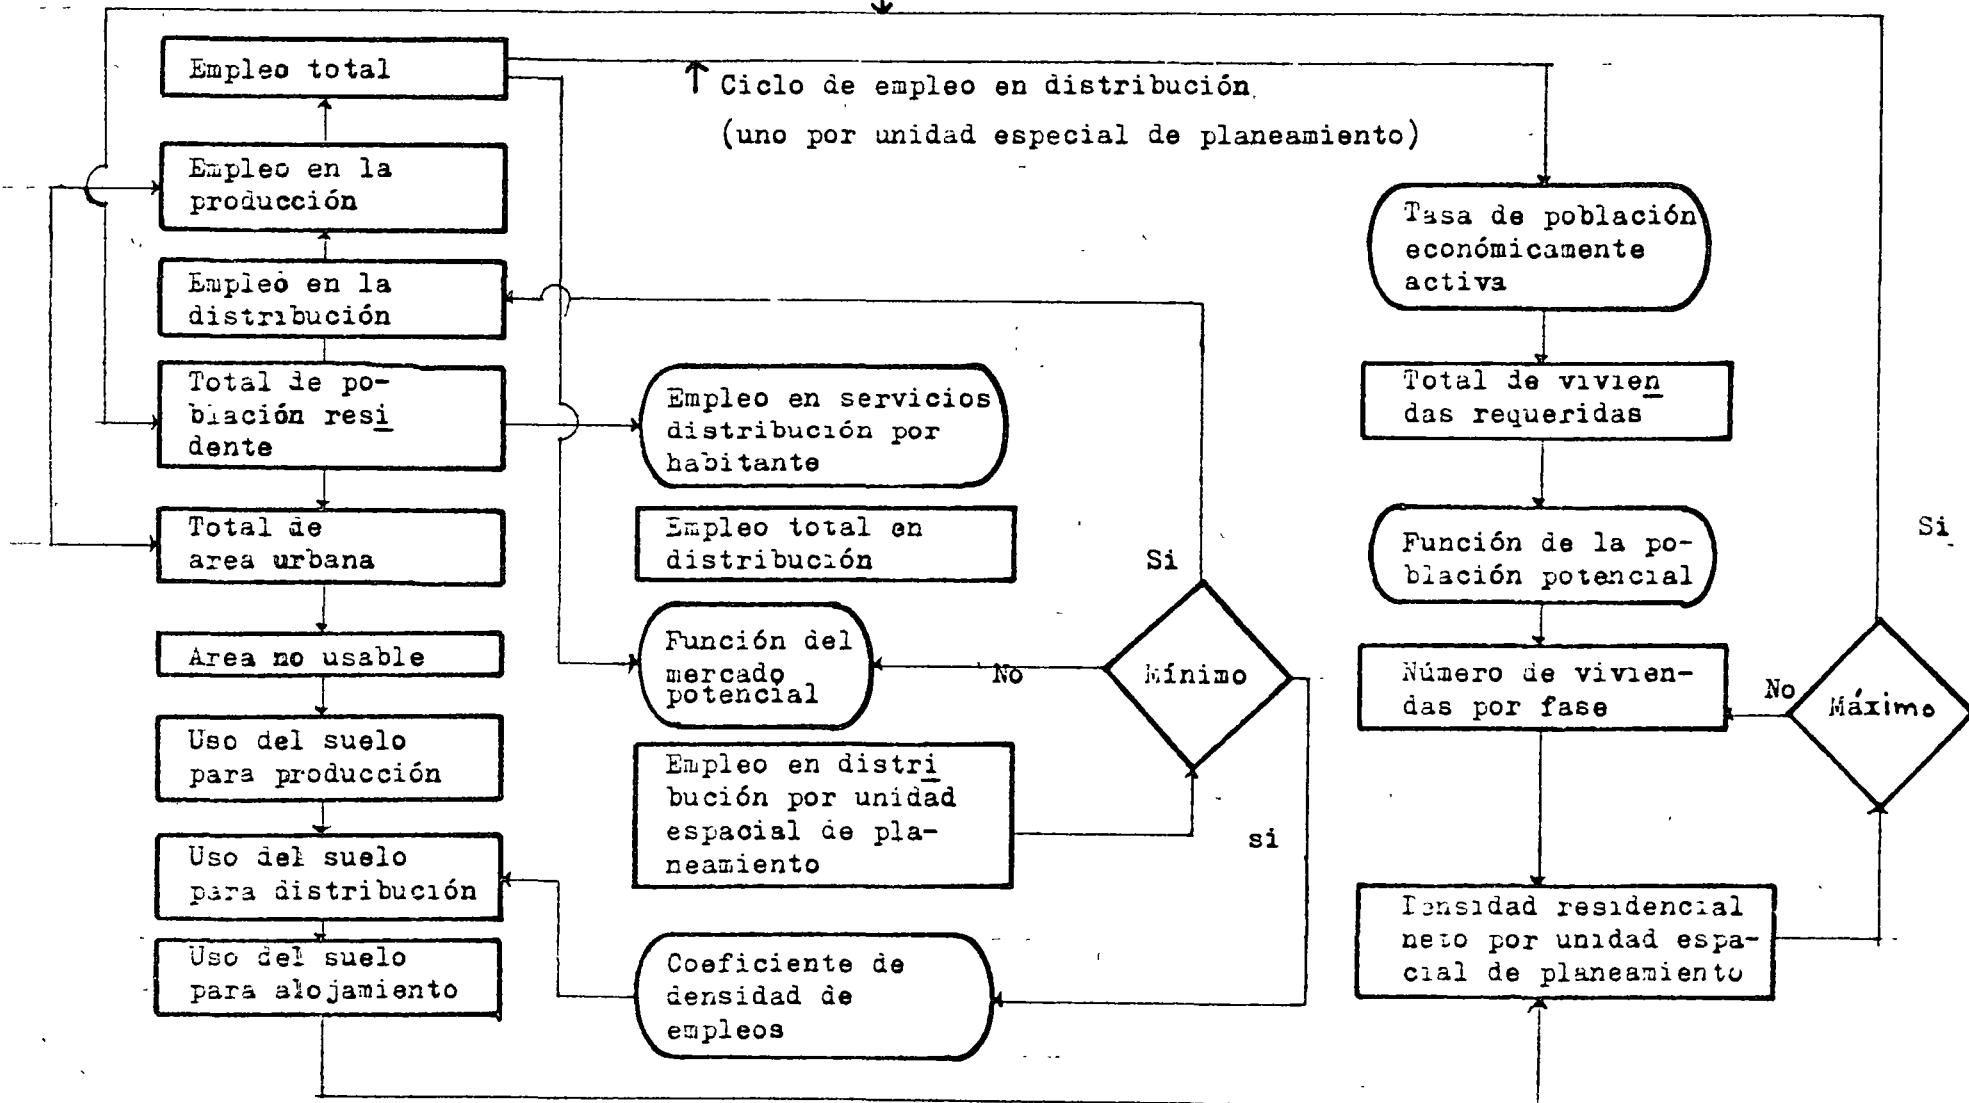 Empleo total
Ciclo de empleo en distribución
(uno por unidad especial de planeamiento)
Empleo en la
producción
Empleo en la
distribución
Total de po-
blación resi
dente
Total de
area urbana
Area no usable
Uso del suelo
para producción
Uso del suelo
para distribución
Uso del suelo
para alojamiento
Empleo en servicios
distribución por
habitante
Empleo total en
distribución
Función del
mercado
potencial
Empleo en distri
bución por unidad
espacial de pla-
neamiento
Coeficiente de
densidad de
empleos
Si
No
Mínimo
si
Tasa de población
económicamente
activa
Total de vivien
das requeridas
Función de la po-
blación potencial
Número de vivien-
das por fase
Densidad residencial
neto por unidad espa-
cial de planeamiento
Si
No
Máximo